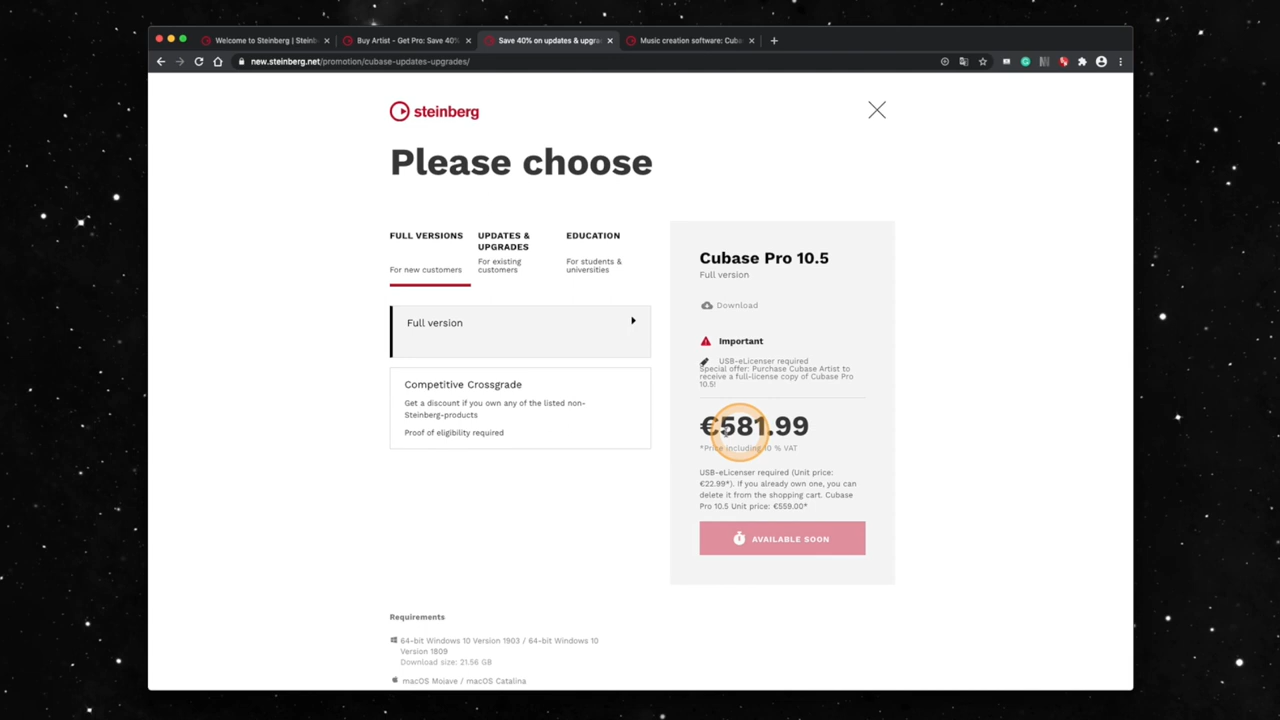 Welcome to Steinberg | Steinb
Buy Artist – Get Pro: Save 40%
Save 40% on updates & upgra
Music creation software: Cuba
new.steinberg.net/promotion/cubase-updates-upgrades/
steinberg
Please choose
FULL VERSIONS
For new customers
UPDATES &
UPGRADES
For existing
customers
EDUCATION
For students &
universities
Full version
Competitive Crossgrade
Get a discount if you own any of the listed non-
Steinberg-products
Proof of eligibility required
Cubase Pro 10.5
Full version
Download
Important
USB-eLicenser required
Special offer: Purchase Cubase Artist to
receive a full-license copy of Cubase Pro
10.5!
€581.99
*Price including 10 % VAT
USB-eLicenser required (Unit price:
€22.99*). If you already own one, you can
delete it from the shopping cart. Cubase
Pro 10.5 Unit price: €559.00*
AVAILABLE SOON
Requirements
64-bit Windows 10 Version 1903 / 64-bit Windows 10
Version 1809
Download size: 21.56 GB
macOS Mojave / macOS Catalina